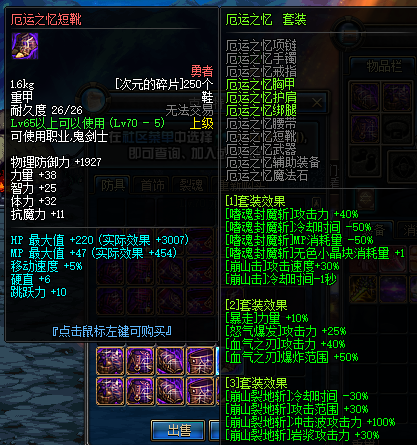 厄运之忆短靴
勇者
1.6kg
[次元的碎片]250个
重甲
鞋
耐久度 26/26
无法交易
Lv65以上可以使用 (Lv70 - 5)
上级
可使用职业,鬼剑士
物理防御力 +1927
力量 +38
智力 +25
体力 +32
抗魔力 +11
HP 最大值 +220 (实际效果 +3007)
MP 最大值 +47 (实际效果 +454)
移动速度 +5%
硬直 +6
跳跃力 +10
『点击鼠标左键可购买』
出售
厄运之忆 套装
厄运之忆项链
厄运之忆手镯
厄运之忆戒指
厄运之忆胸甲
厄运之忆护肩
厄运之忆绑腿
厄运之忆腰带
厄运之忆短靴
厄运之忆武器
厄运之忆辅助装备
厄运之忆魔法石
[1]套装效果
[嗜魂封魔斩]攻击力 +40%
[嗜魂封魔斩]冷却时间 -50%
[嗜魂封魔斩]MP消耗量 -50%
[嗜魂封魔斩]无色小晶块消耗量 +1
[崩山击]攻击速度+30%
[崩山击]冷却时间-1秒
[2]套装效果
[暴走]力量 +10%
[怒气爆发]攻击力 +25%
[血气之刃]攻击力 +40%
[血气之刃]爆炸范围 +50%
[3]套装效果
[崩山裂地斩]冷却时间 -30%
[崩山裂地斩]攻击范围 +30%
[崩山裂地斩]冲击波攻击力 +100%
[崩山裂地斩]岩浆攻击力 +30%
物品栏
防具
首饰